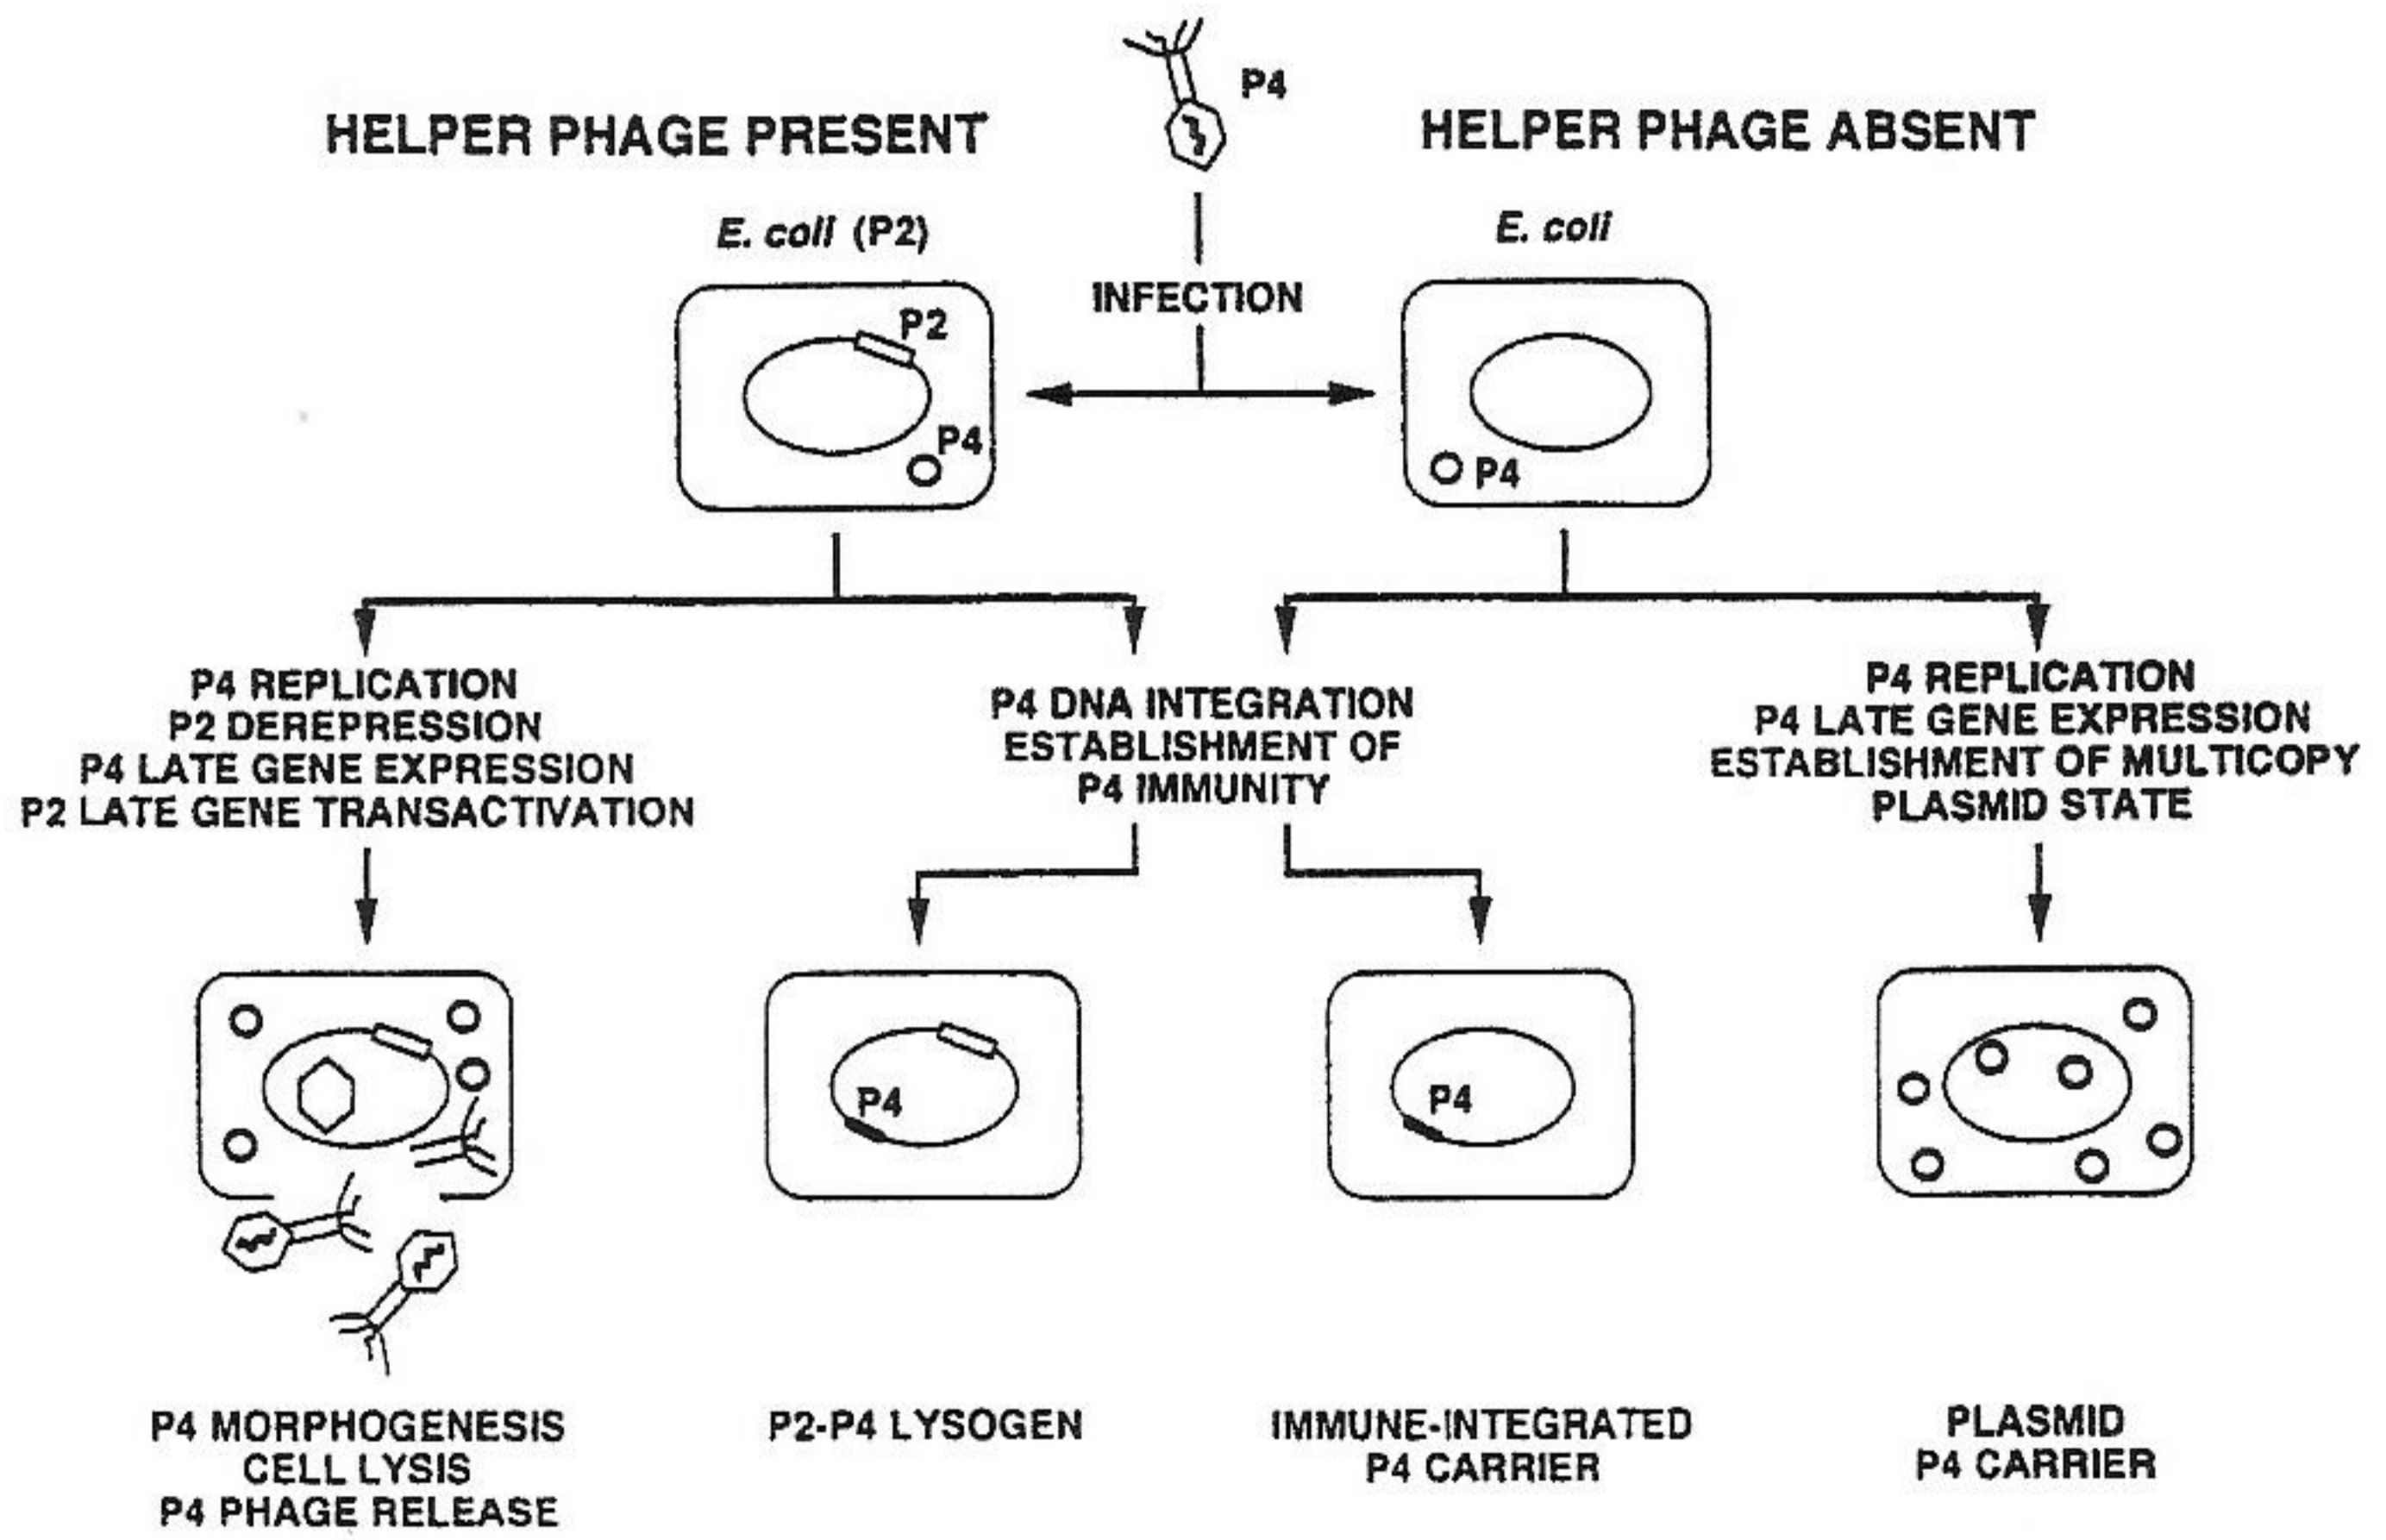 P4
HELPER PHAGE PRESENT
HELPER PHAGE ABSENT
E. coli (P2)
E. coli
INFECTION
P2
P4
P4
P4 REPLICATION
P2 DEREPRESSION
P4 LATE GENE EXPRESSION
P2 LATE GENE TRANSACTIVATION
P4 DNA INTEGRATION
ESTABLISHMENT OF
P4 IMMUNITY
P4 REPLICATION
P4 LATE GENE EXPRESSION
ESTABLISHMENT OF MULTICOPY
PLASMID STATE
P4
P4
P4 MORPHOGENESIS
CELL LYSIS
P4 PHAGE RELEASE
P2-P4 LYSOGEN
IMMUNE-INTEGRATED
P4 CARRIER
PLASMID
P4 CARRIER